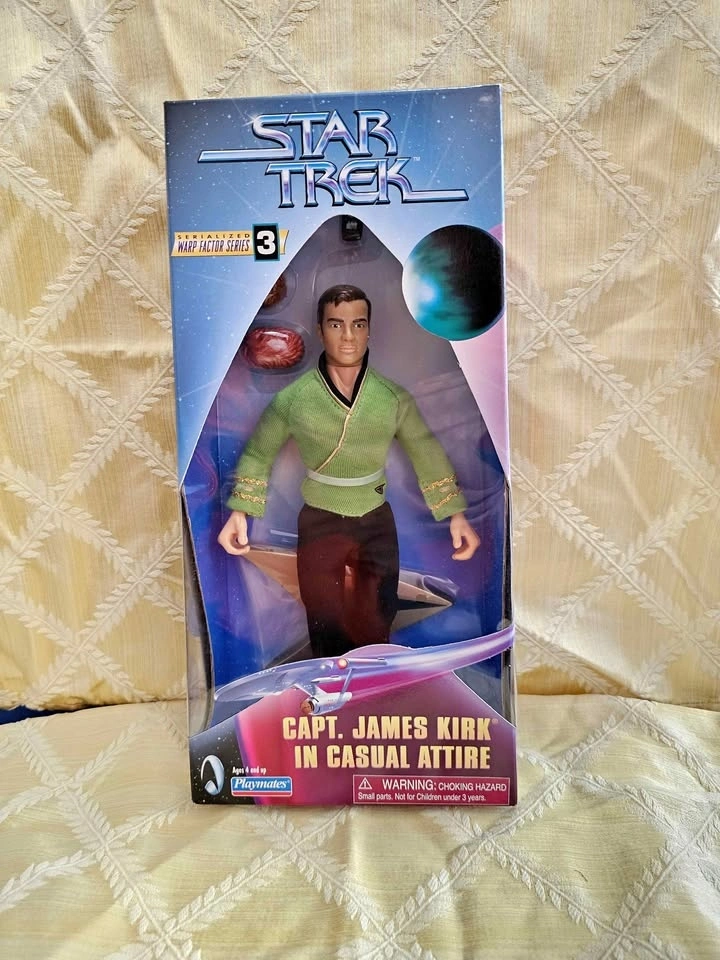 STAR
TREK™
SERIALIZED
WARP FACTOR SERIES 3
CAPT. JAMES KIRK®
IN CASUAL ATTIRE
Ages 4 and up
Playmates®
WARNING: CHOKING HAZARD
Small parts. Not for Children under 3 years.